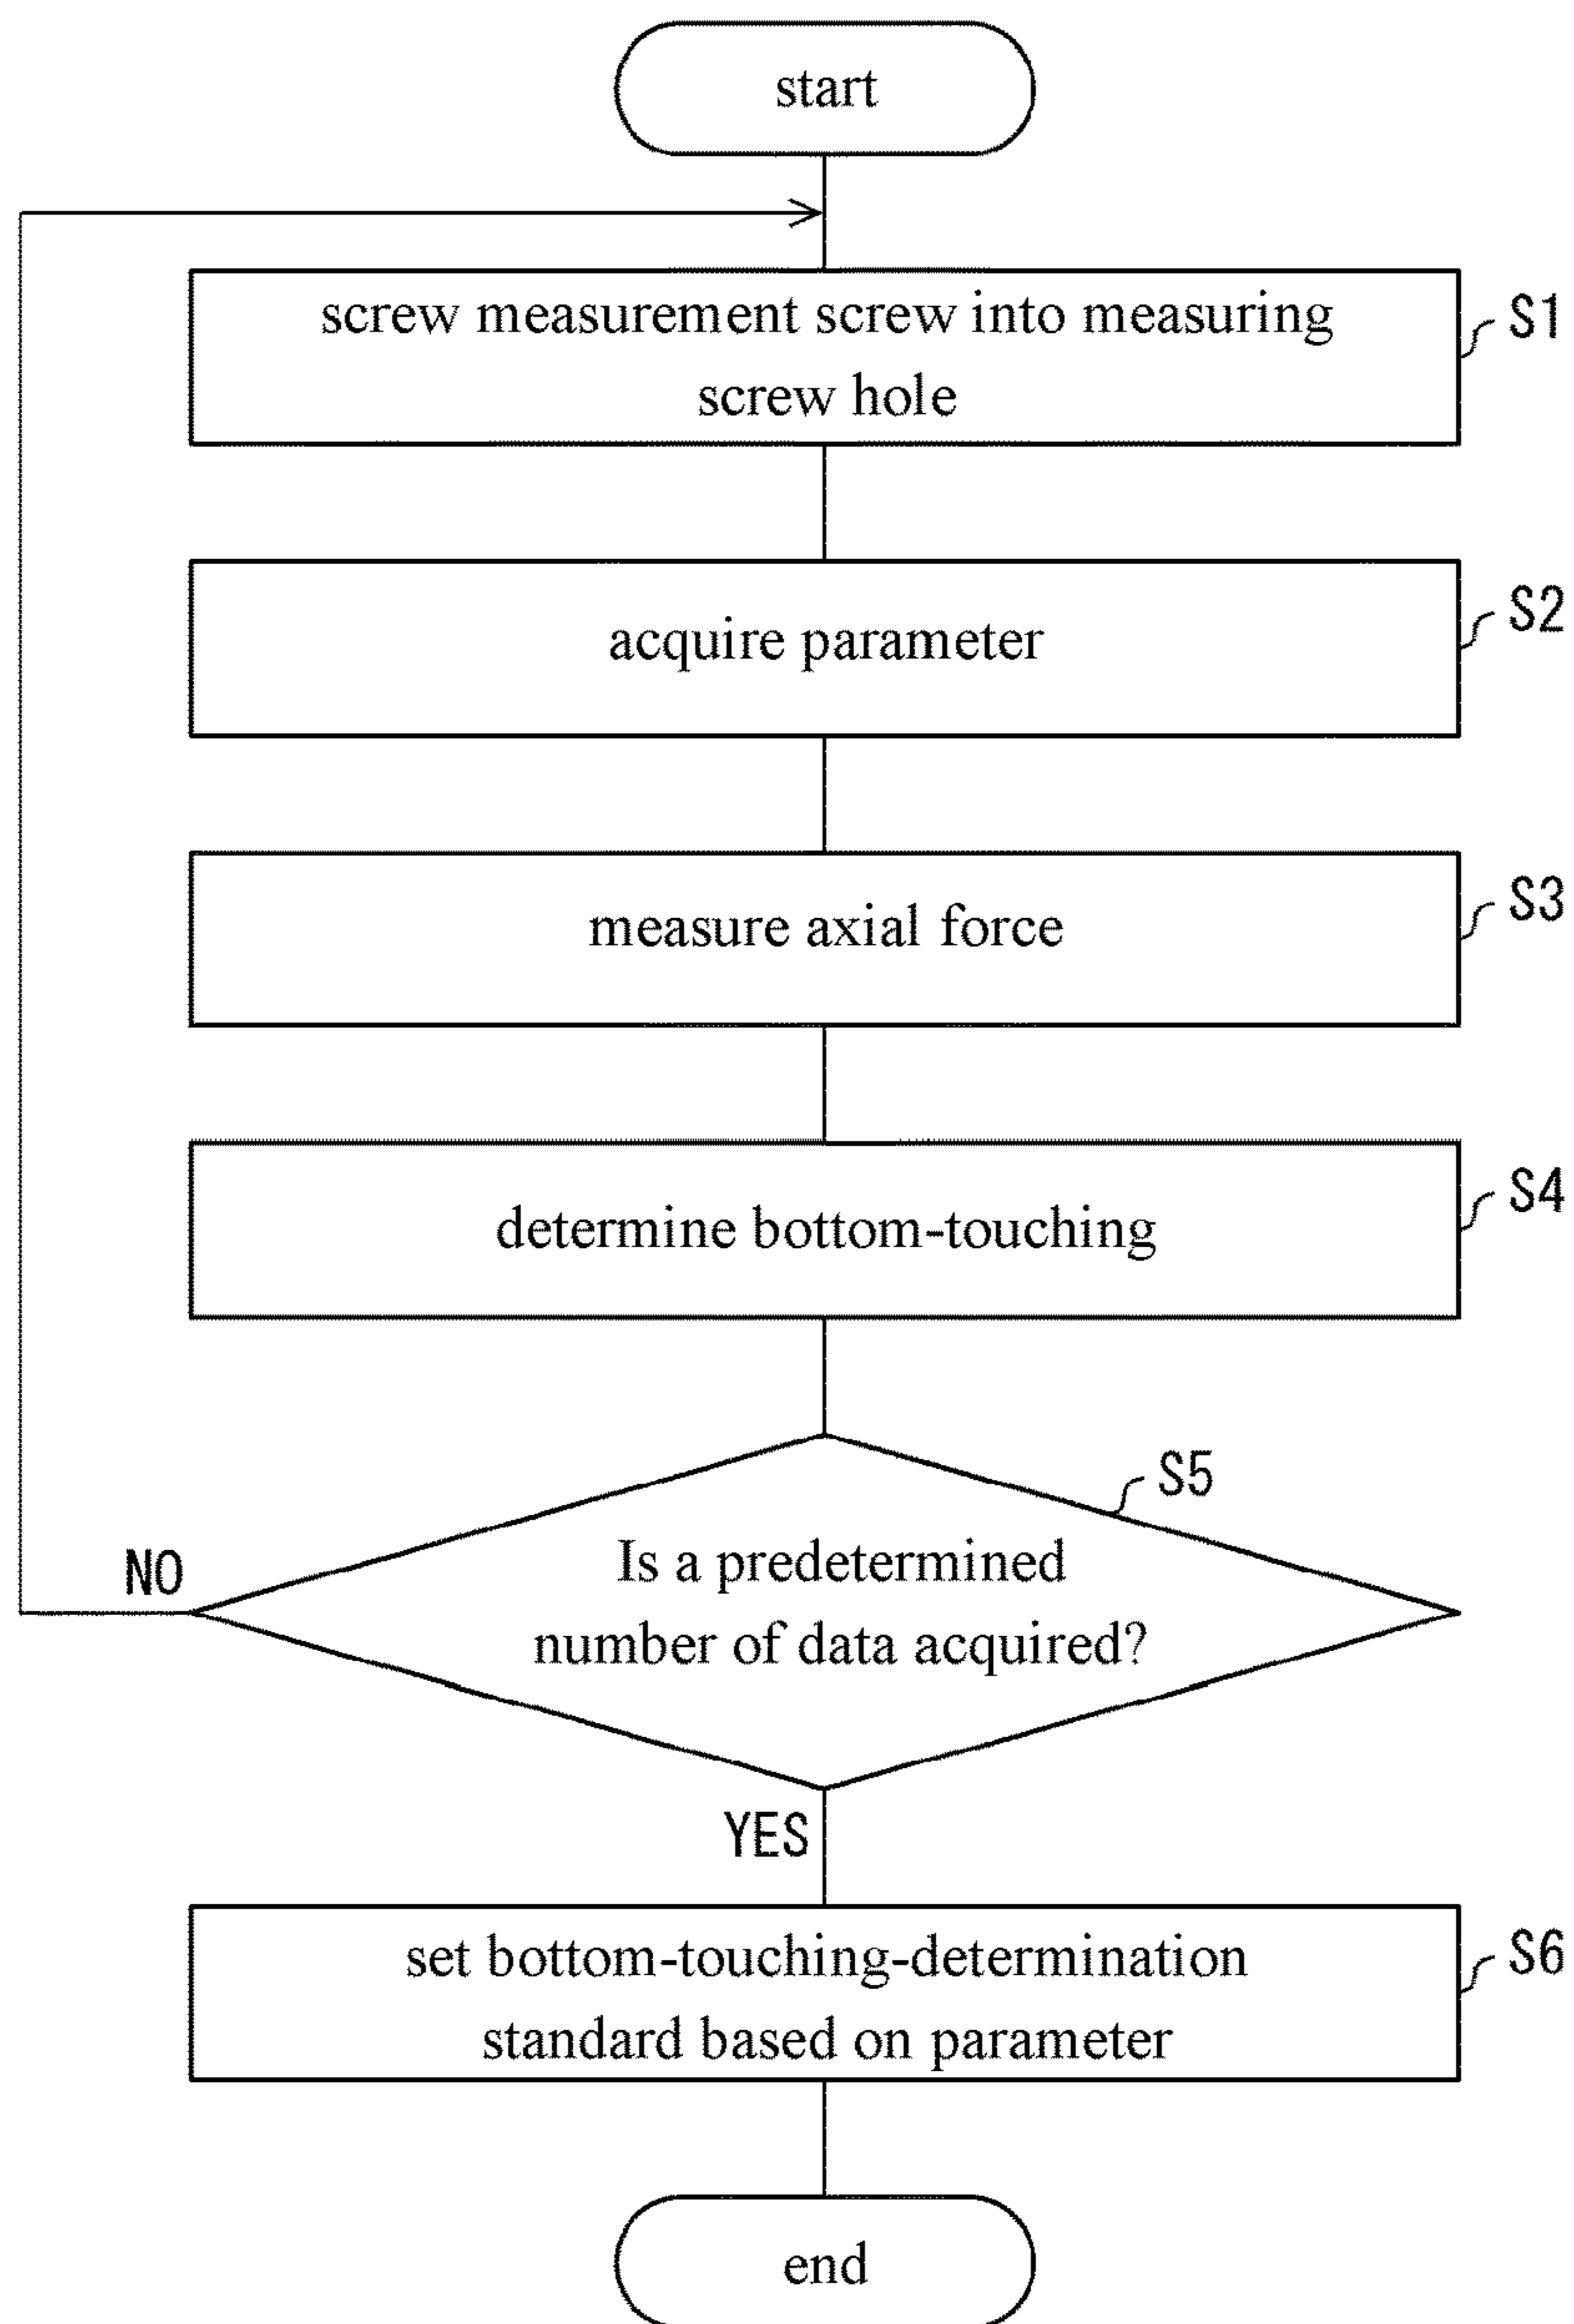 start
screw measurement screw into measuring
screw hole
S1
acquire parameter
S2
measure axial force
S3
determine bottom-touching
S4
S5
Is a predetermined
number of data acquired?
NO
YES
set bottom-touching-determination
standard based on parameter
S6
end